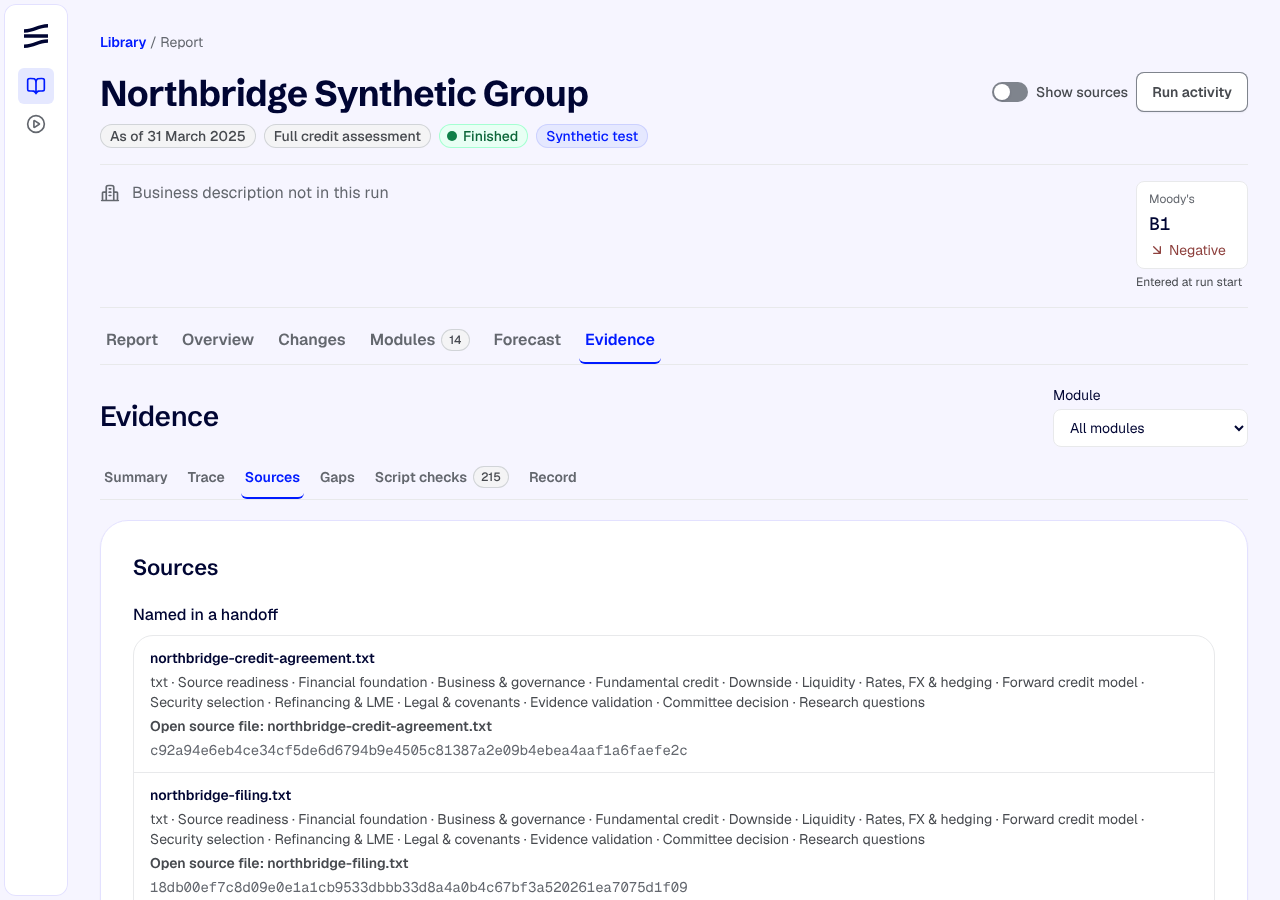 Library / Report
Northbridge Synthetic Group
Show sources
Run activity
As of 31 March 2025
Full credit assessment
Finished
Synthetic test
Business description not in this run
Moody's
B1
Negative
Entered at run start
Report
Overview
Changes
Modules 14
Forecast
Evidence
Evidence
Module
All modules
Summary
Trace
Sources
Gaps
Script checks 215
Record
Sources
Named in a handoff
northbridge-credit-agreement.txt
txt · Source readiness · Financial foundation · Business & governance · Fundamental credit · Downside · Liquidity · Rates, FX & hedging · Forward credit model ·
Security selection · Refinancing & LME · Legal & covenants · Evidence validation · Committee decision · Research questions
Open source file: northbridge-credit-agreement.txt
c92a94e6eb4ce34cf5de6d6794b9e4505c81387a2e09b4ebea4aaf1a6faefe2c
northbridge-filing.txt
txt · Source readiness · Financial foundation · Business & governance · Fundamental credit · Downside · Liquidity · Rates, FX & hedging · Forward credit model ·
Security selection · Refinancing & LME · Legal & covenants · Evidence validation · Committee decision · Research questions
Open source file: northbridge-filing.txt
18db00ef7c8d09e0e1a1cb9533dbbb33d8a4a0b4c67bf3a520261ea7075d1f09